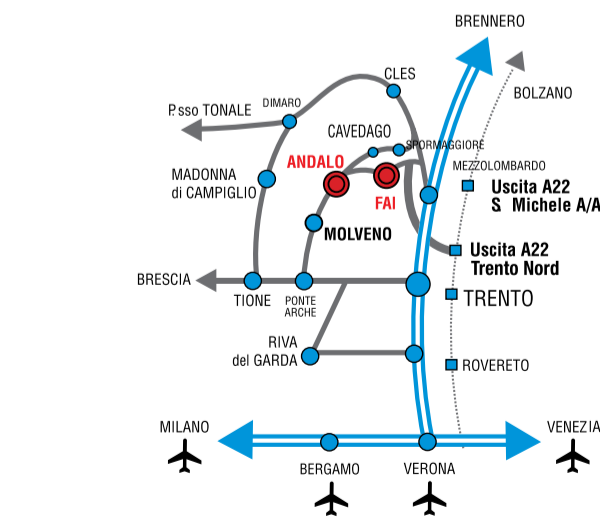 BRENNERO
CLES
BOLZANO
DIMARO
P.sso TONALE
CAVEDAGO
SPORMAGGIORE
ANDALO
MEZZOLOMBARDO
MADONNA
di CAMPIGLIO
FAI
Uscita A22
S. Michele A/A
MOLVENO
Uscita A22
Trento Nord
BRESCIA
TIONE
PONTE
ARCHE
TRENTO
RIVA
del GARDA
ROVERETO
MILANO
VENEZIA
BERGAMO
VERONA